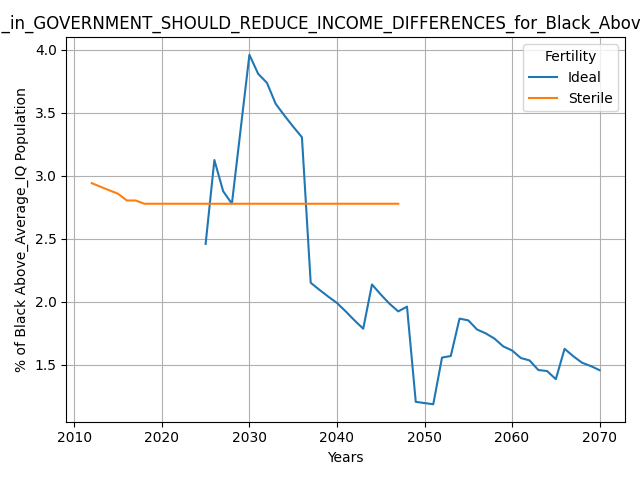 _in_GOVERNMENT_SHOULD_REDUCE_INCOME_DIFFERENCES_for_Black_Abov
Fertility
Ideal
Sterile
% of Black Above_Average_IQ Population
4.0
3.5
3.0
2.5
2.0
1.5
2010 2020 2030 2040 2050 2060 2070
Years